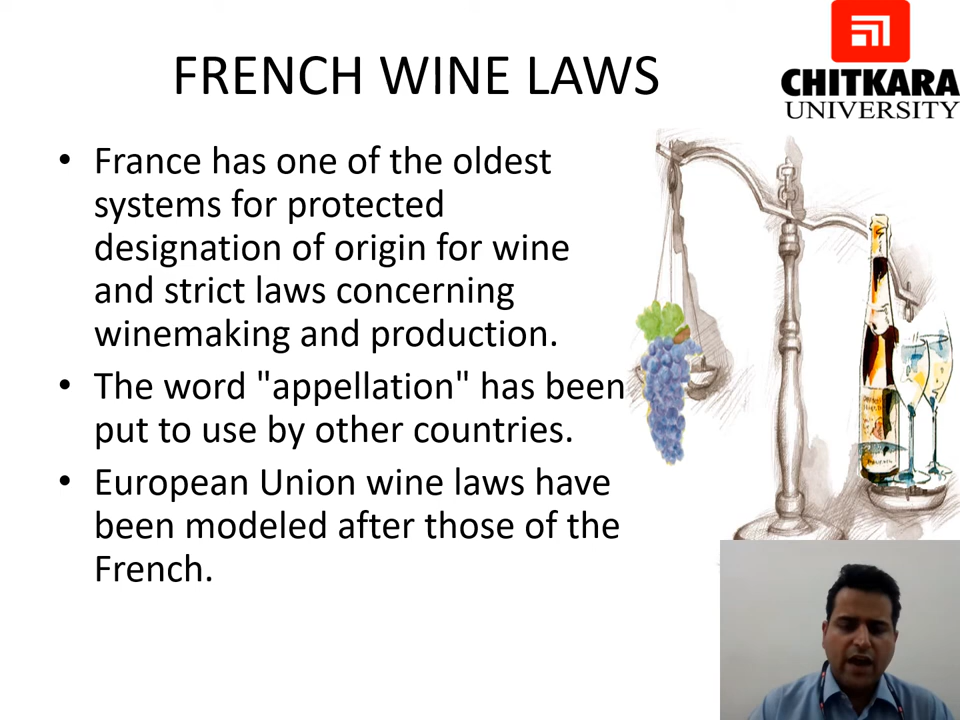 FRENCH WINE LAWS
CHITKARA
UNIVERSITY
• France has one of the oldest
systems for protected
designation of origin for wine
and strict laws concerning
winemaking and production.
• The word "appellation" has been
put to use by other countries.
• European Union wine laws have
been modeled after those of the
French.